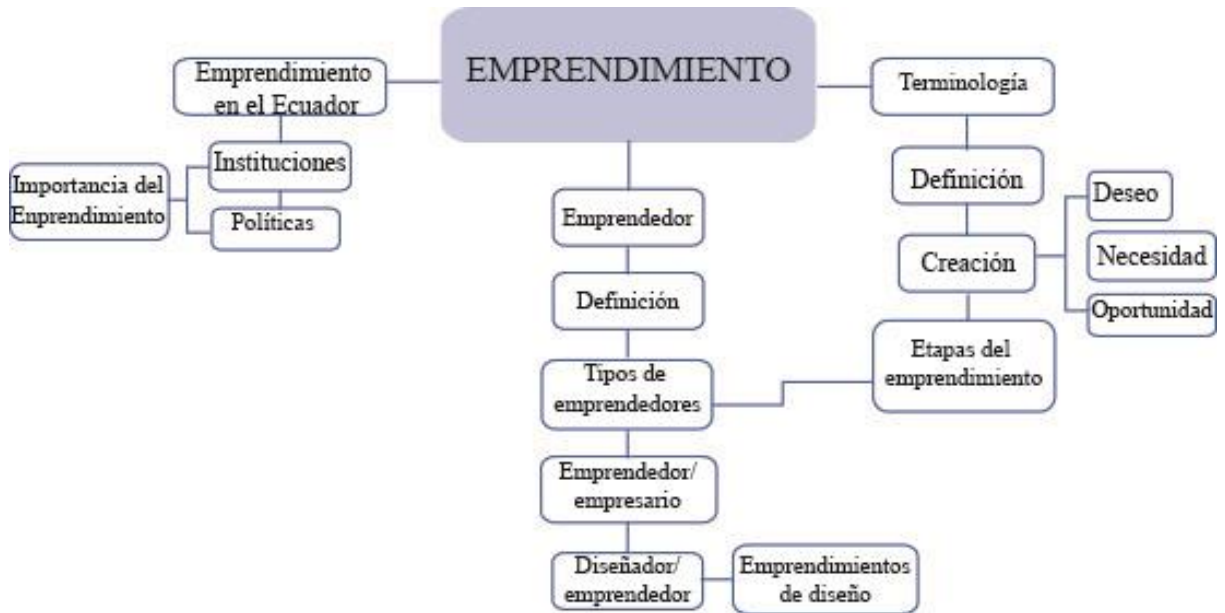 EMPRENDIMIENTO
Emprendimiento
en el Ecuador
Instituciones
Políticas
Importancia del
Enprendimiento
Emprendedor
Definición
Tipos de
emprendedores
Emprendedor/
empresario
Diseñador/
emprendedor
Emprendimientos
de diseño
Terminología
Definición
Creación
Deseo
Necesidad
Oportunidad
Etapas del
emprendimiento